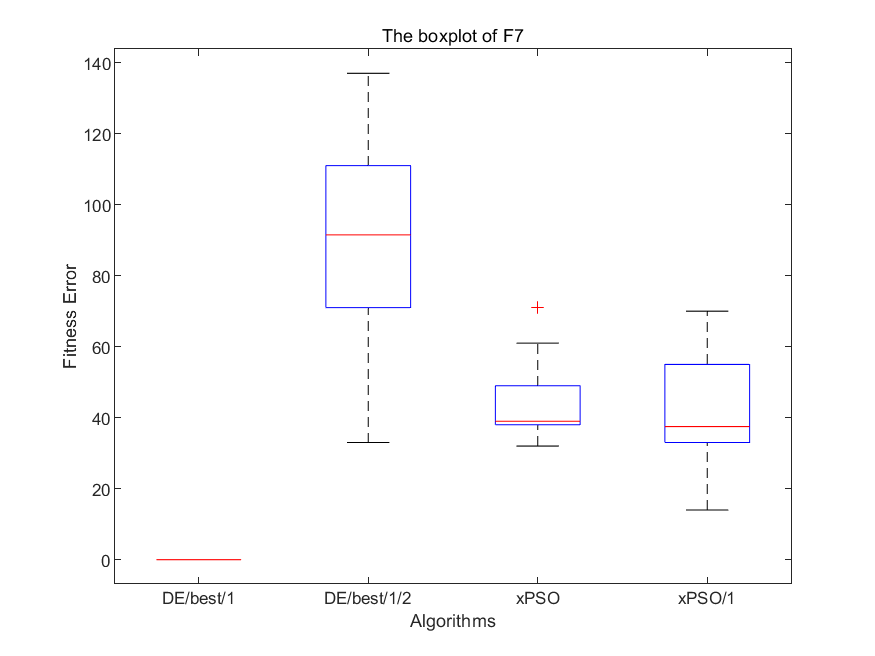 The boxplot of F7
140
120
100
80
60
40
20
0
Fitness Error
DE/best/1 DE/best/1/2 xPSO xPSO/1
Algorithms